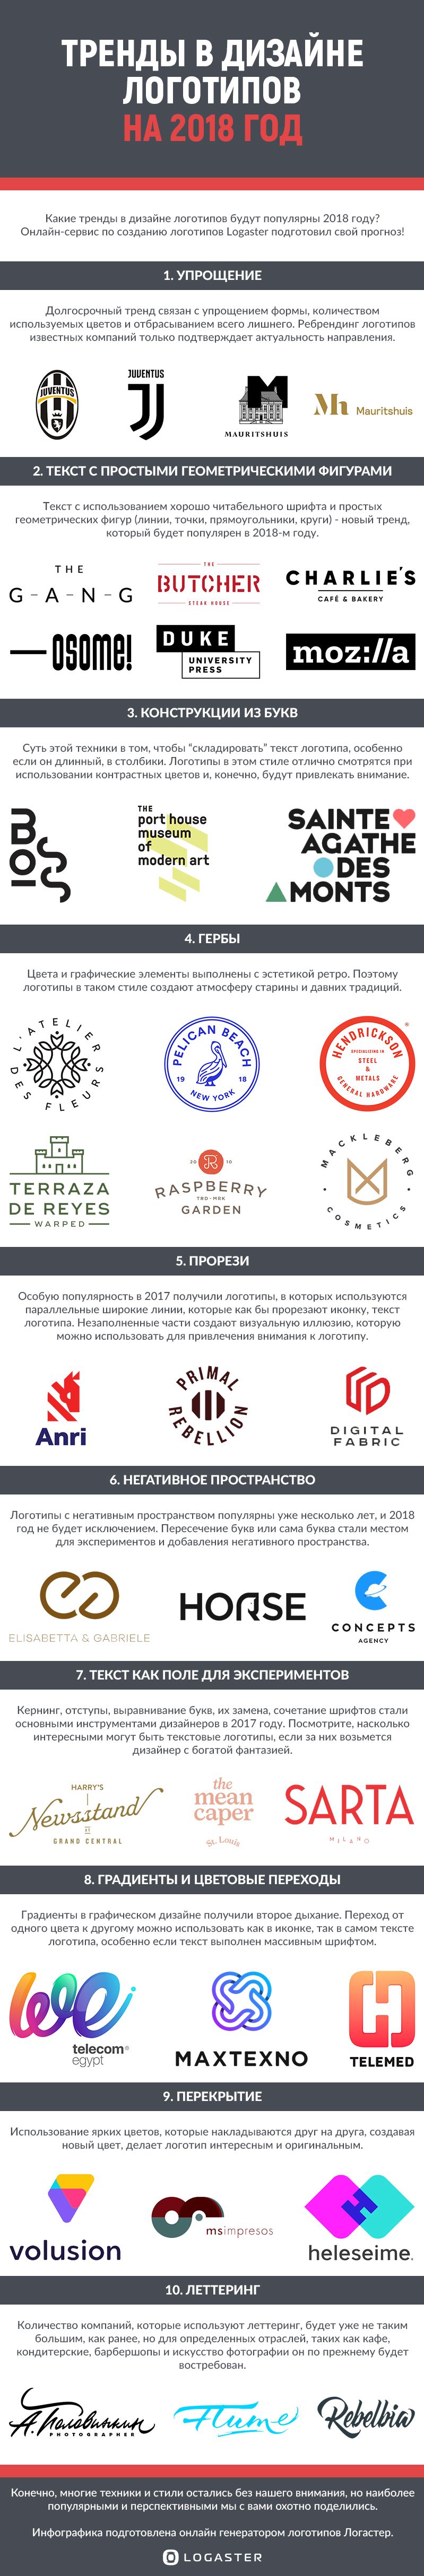 ТРЕНДЫ В ДИЗАЙНЕ
ЛОГОТИПОВ
НА 2018 ГОД
Какие тренды в дизайне логотипов будут популярны 2018 году?
Онлайн-сервис по созданию логотипов Logaster подготовил свой прогноз!
1. УПРОЩЕНИЕ
Долгосрочный тренд связан с упрощением формы, количеством
используемых цветов и отбрасыванием всего лишнего. Ребрендинг логотипов
известных компаний только подтверждает актуальность направления.
JUVENTUS
JUVENTUS
M
MAURITSHUIS
Mh Mauritshuis
2. ТЕКСТ С ПРОСТЫМИ ГЕОМЕТРИЧЕСКИМИ ФИГУРАМИ
Текст с использованием хорошо читабельного шрифта и простых
геометрических фигур (линии, точки, прямоугольники, круги) - новый тренд,
который будет популярен в 2018-м году.
THE
G - A - N - G
THE
BUTCHER
STEAK HOUSE
CHARLIE'S
CAFÉ & BAKERY
—osome!
DUKE
UNIVERSITY
PRESS
moz://a
3. КОНСТРУКЦИИ ИЗ БУКВ
Суть этой техники в том, чтобы "складировать" текст логотипа, особенно
если он длинный, в столбики. Логотипы в этом стиле отлично смотрятся при
использовании контрастных цветов и, конечно, будут привлекать внимание.
THE
port house
museum
of
modern art
SAINTE
AGATHE
DES
MONTS
4. ГЕРБЫ
Цвета и графические элементы выполнены с эстетикой ретро. Поэтому
логотипы в таком стиле создают атмосферу старины и давних традиций.
L'ATELIER
DES FLEURS
PELICAN BEACH
19 18
NEW YORK
HENDRICKSON
SPECIALIZING IN
STEEL
&
METALS
GENERAL HARDWARE
®
TERRAZA
DE REYES
WARPED
20 R 10
RASPBERRY
TRD-MRK
GARDEN
MACKLEBERG
COSMETICS
5. ПРОРЕЗИ
Особую популярность в 2017 получили логотипы, в которых используются
параллельные широкие линии, которые как бы прорезают иконку, текст
логотипа. Незаполненные части создают визуальную иллюзию, которую
можно использовать для привлечения внимания к логотипу.
Anri
PRIMAL
REBELLION
DIGITAL
FABRIC
6. НЕГАТИВНОЕ ПРОСТРАНСТВО
Логотипы с негативным пространством популярны уже несколько лет, и 2018
год не будет исключением. Пересечение букв или сама буква стали местом
для экспериментов и добавления негативного пространства.
ELISABETTA & GABRIELE
HORSE
CONCEPTS
AGENCY
7. ТЕКСТ КАК ПОЛЕ ДЛЯ ЭКСПЕРИМЕНТОВ
Кернинг, отступы, выравнивание букв, их замена, сочетание шрифтов стали
основными инструментами дизайнеров в 2017 году. Посмотрите, насколько
интересными могут быть текстовые логотипы, если за них возьмется
дизайнер с богатой фантазией.
HARRY'S
Newsstand
AT
GRAND CENTRAL
the
mean
caper
St. Louis
SARTA
MILANO
8. ГРАДИЕНТЫ И ЦВЕТОВЫЕ ПЕРЕХОДЫ
Градиенты в графическом дизайне получили второе дыхание. Переход от
одного цвета к другому можно использовать как в иконке, так в самом тексте
логотипа, особенно если текст выполнен массивным шрифтом.
we
telecom®
egypt
MAXTEXNO
TELEMED
9. ПЕРЕКРЫТИЕ
Использование ярких цветов, которые накладываются друг на друга, создавая
новый цвет, делает логотип интересным и оригинальным.
volusion
msimpresos
heleseime.
10. ЛЕТТЕРИНГ
Количество компаний, которые используют леттеринг, будет уже не таким
большим, как ранее, но для определенных отраслей, таких как кафе,
кондитерские, барбершопы и искусство фотографии он по прежнему будет
востребован.
А. Половинкин
PHOTOGRAPHER
Flume
Rebelbia
Конечно, многие техники и стили остались без нашего внимания, но наиболее
популярными и перспективными мы с вами охотно поделились.
Инфографика подготовлена онлайн генератором логотипов Логастер.
LOGASTER